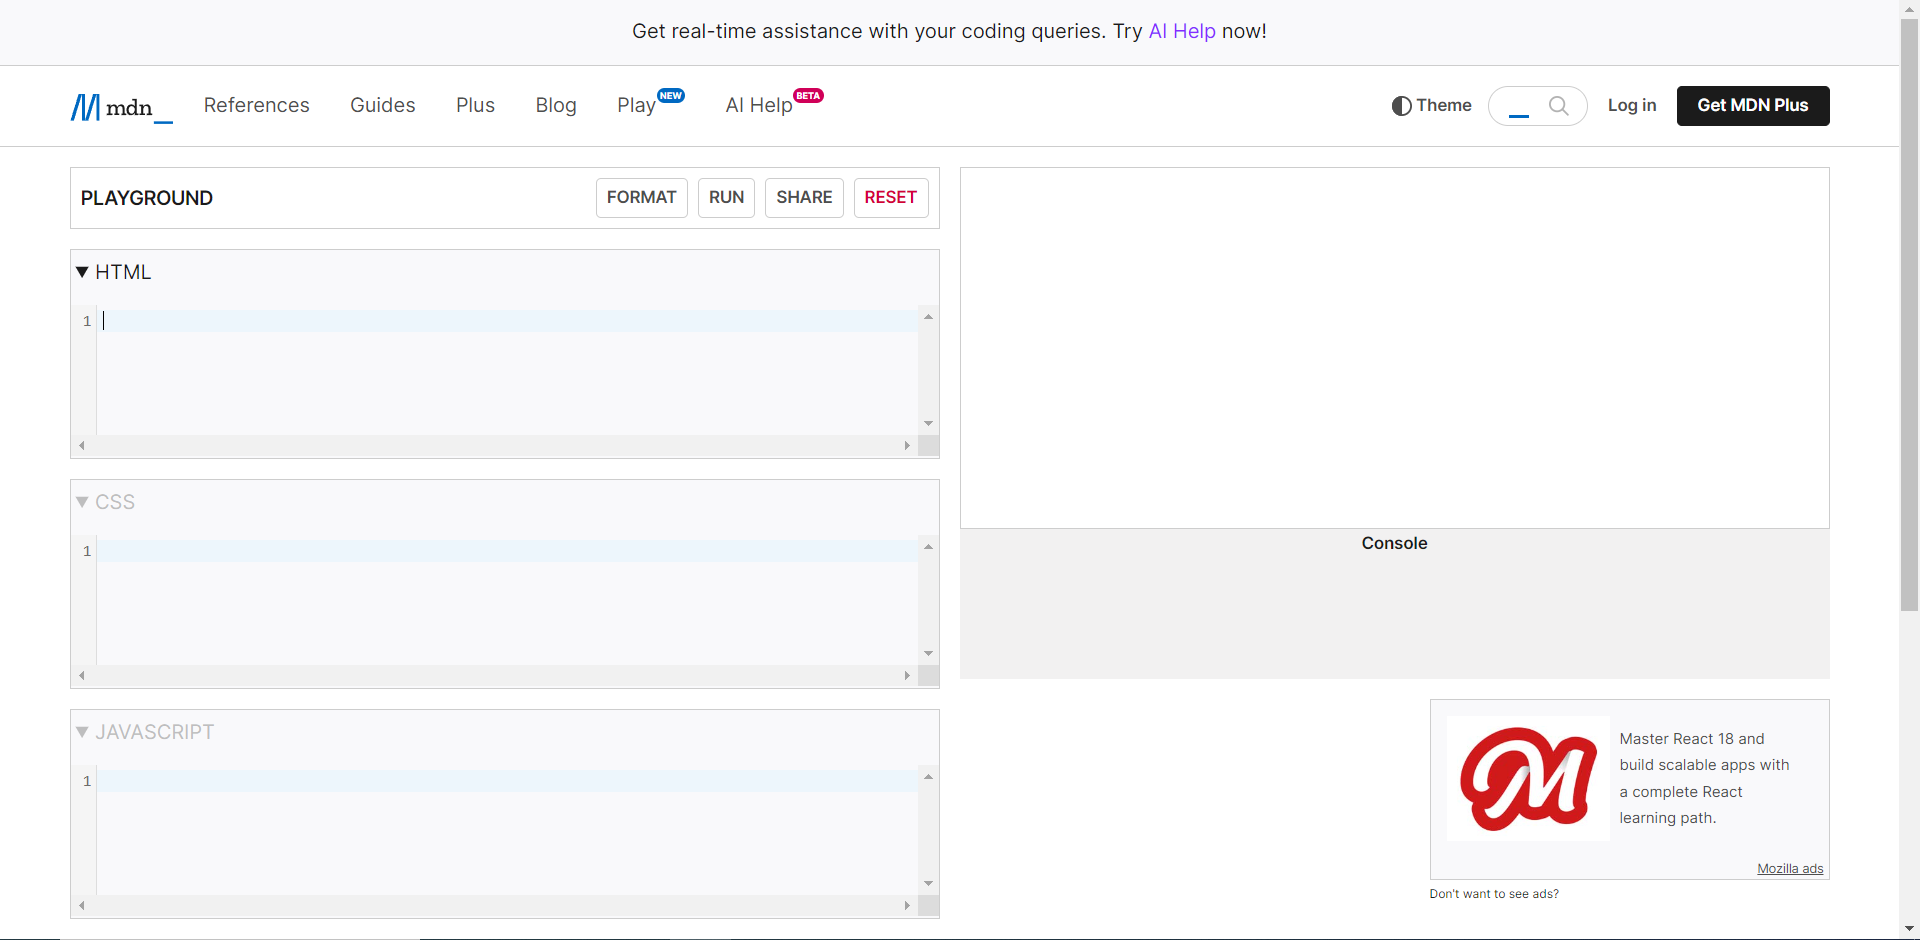 Get real-time assistance with your coding queries. Try AI Help now!
mdn_
References
Guides
Plus
Blog
Play NEW
AI Help BETA
Theme
Log in
Get MDN Plus
PLAYGROUND
FORMAT
RUN
SHARE
RESET
HTML
1
CSS
1
JAVASCRIPT
1
Console
Master React 18 and
build scalable apps with
a complete React
learning path.
Mozilla ads
Don't want to see ads?